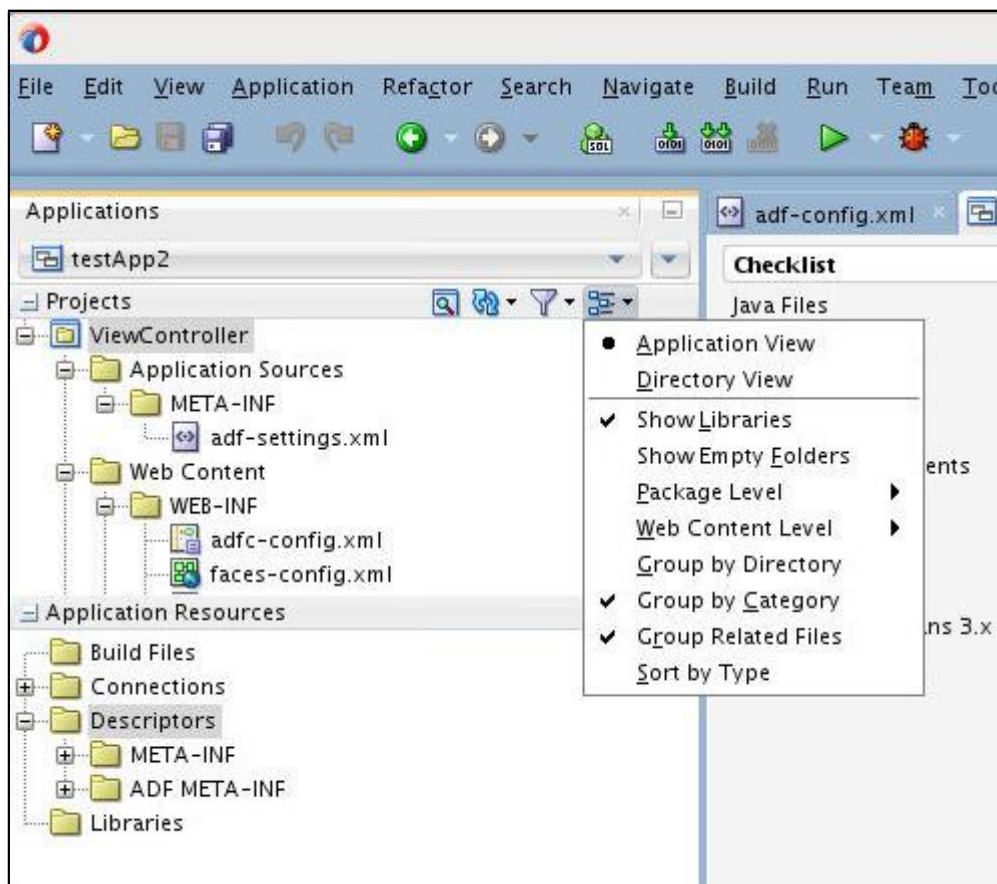 File Edit View Application Refactor Search Navigate Build Run Team
Applications
adf-config.xml
testApp2
Checklist
Projects
Java Files
ViewController
Application Sources
META-INF
adf-settings.xml
Web Content
WEB-INF
adfc-config.xml
faces-config.xml
Application View
Directory View
Show Libraries
Show Empty Folders
Package Level
Web Content Level
Group by Directory
Group by Category
Group Related Files
Sort by Type
ents
ns 3.x
Application Resources
Build Files
Connections
Descriptors
META-INF
ADF META-INF
Libraries